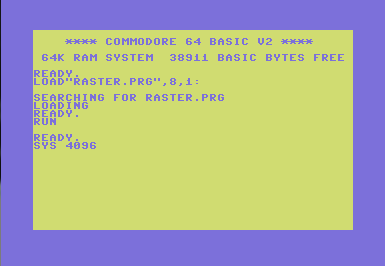 **** COMMODORE 64 BASIC V2 ****
64K RAM SYSTEM  38911 BASIC BYTES FREE
READY.
LOAD"RASTER.PRG",8,1:
SEARCHING FOR RASTER.PRG
LOADING
READY.
RUN
READY.
SYS 4096